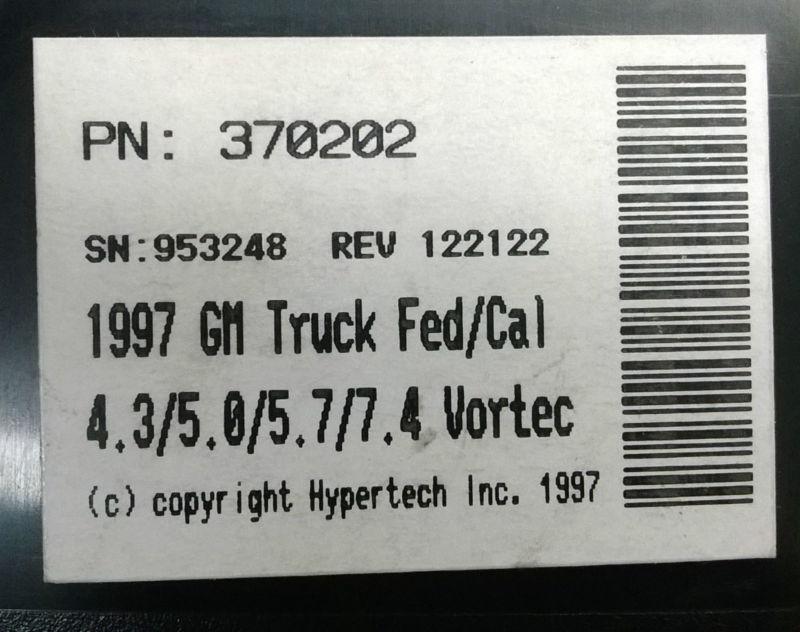 PN: 370202
SN:953248 REV 122122
1997 GM Truck Fed/Cal
4.3/5.0/5.7/7.4 Vortec
(c) copyright Hypertech Inc. 1997